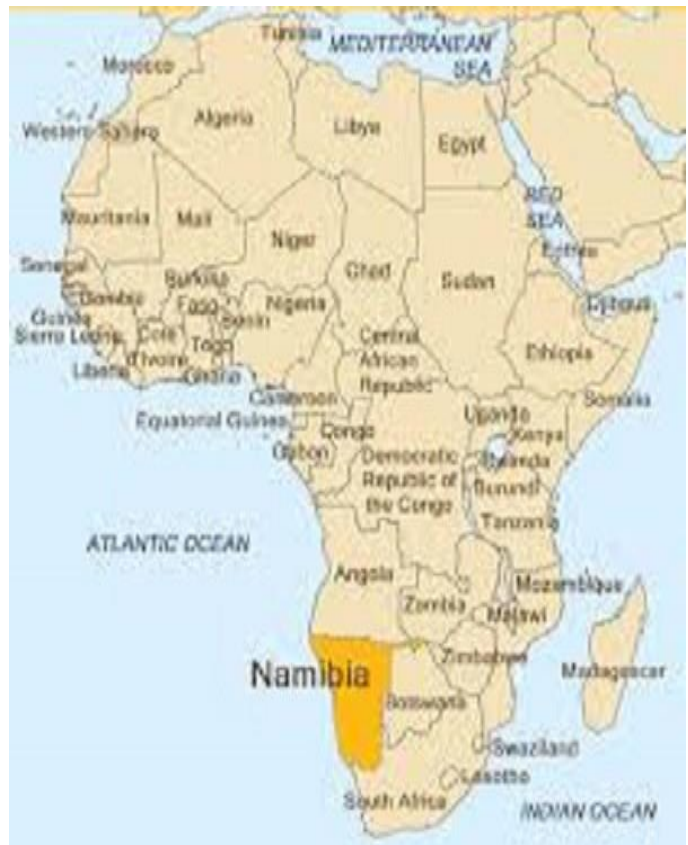 Tunisia
MEDITERRANEAN
SEA
Morocco
Algeria
Libya
Egypt
Western Sahara
RED
SEA
Mauritania
Mali
Niger
Chad
Sudan
Eritrea
Senegal
Gambia
Burkina
Faso
Nigeria
Djibouti
Guinea
Sierra Leone
Cote
d'Ivoire
Benin
Togo
Central
African
Republic
Ethiopia
Liberia
Ghana
Cameroon
Somalia
Equatorial Guinea
Uganda
Kenya
Congo
Gabon
Democratic
Republic of
the Congo
Rwanda
Burundi
Tanzania
ATLANTIC OCEAN
Angola
Zambia
Mozambique
Malawi
Namibia
Zimbabwe
Madagascar
Botswana
Swaziland
Lesotho
South Africa
INDIAN OCEAN